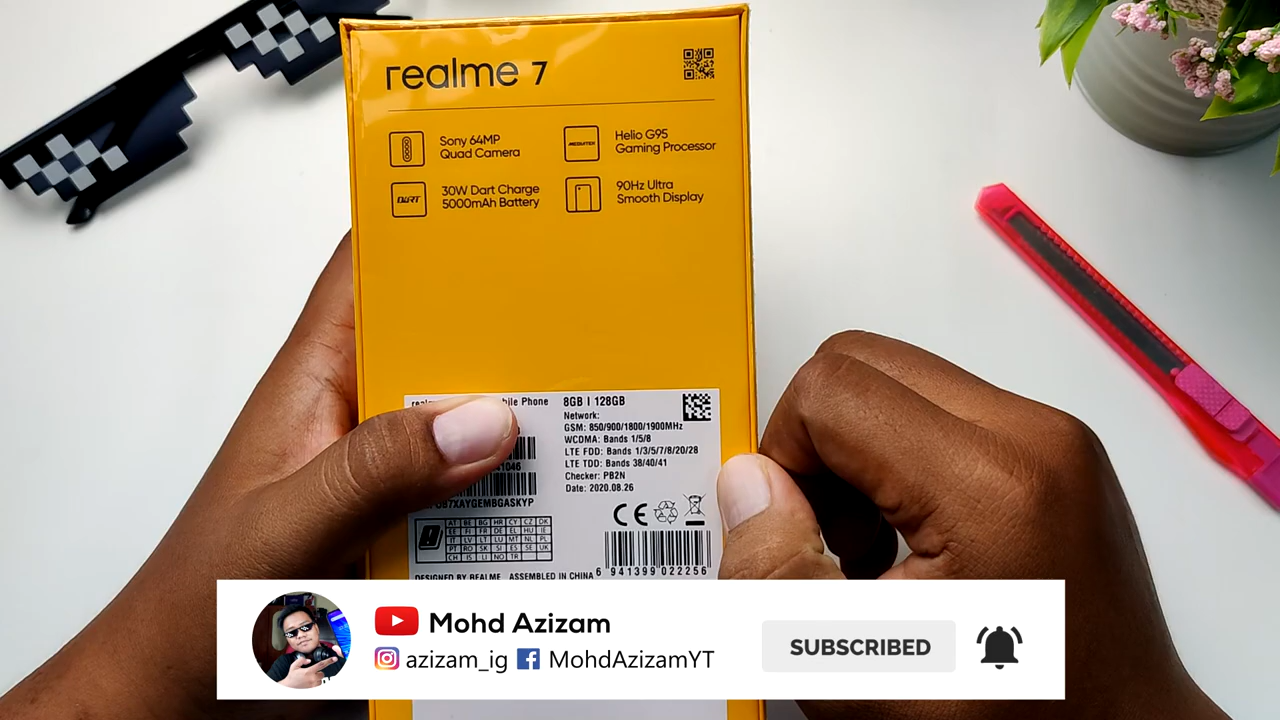 realme 7
Sony 64MP
Quad Camera
MEDIATEK
Helio G95
Gaming Processor
DART
30W Dart Charge
5000mAh Battery
90Hz Ultra
Smooth Display
Phone
8GB | 128GB
Network:
GSM: 850/900/1800/1900MHz
WCDMA: Bands 1/5/8
LTE FDD: Bands 1/3/5/7/8/20/28
LTE TDD: Bands 38/40/41
Checker: PB2N
Date: 2020.08.26
CE
AT BE BG HR CY CZ DK
EE FI FR DE EL HU IE
IT LV LT LU MT NL PL
PT RO SK SI ES SE UK
CH IS LI NO TR
DESIGNED BY REALME ASSEMBLED IN CHINA
6 941399 022256
Mohd Azizam
azizam_ig MohdAzizamYT
SUBSCRIBED